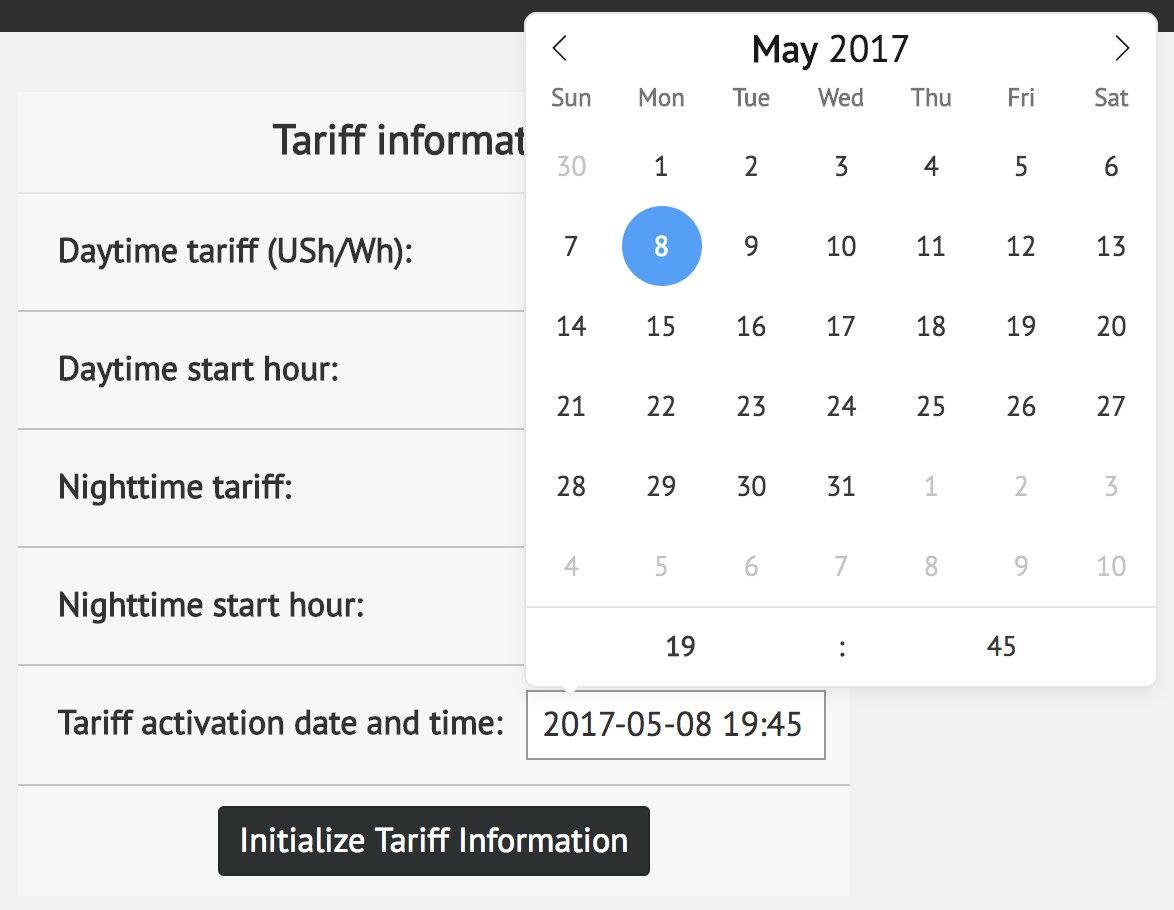 May 2017
Sun Mon Tue Wed Thu Fri Sat
30 1 2 3 4 5 6
7 8 9 10 11 12 13
14 15 16 17 18 19 20
21 22 23 24 25 26 27
28 29 30 31 1 2 3
4 5 6 7 8 9 10
19 : 45
Tariff informat
Daytime tariff (USh/Wh):
Daytime start hour:
Nighttime tariff:
Nighttime start hour:
Tariff activation date and time: 2017-05-08 19:45
Initialize Tariff Information